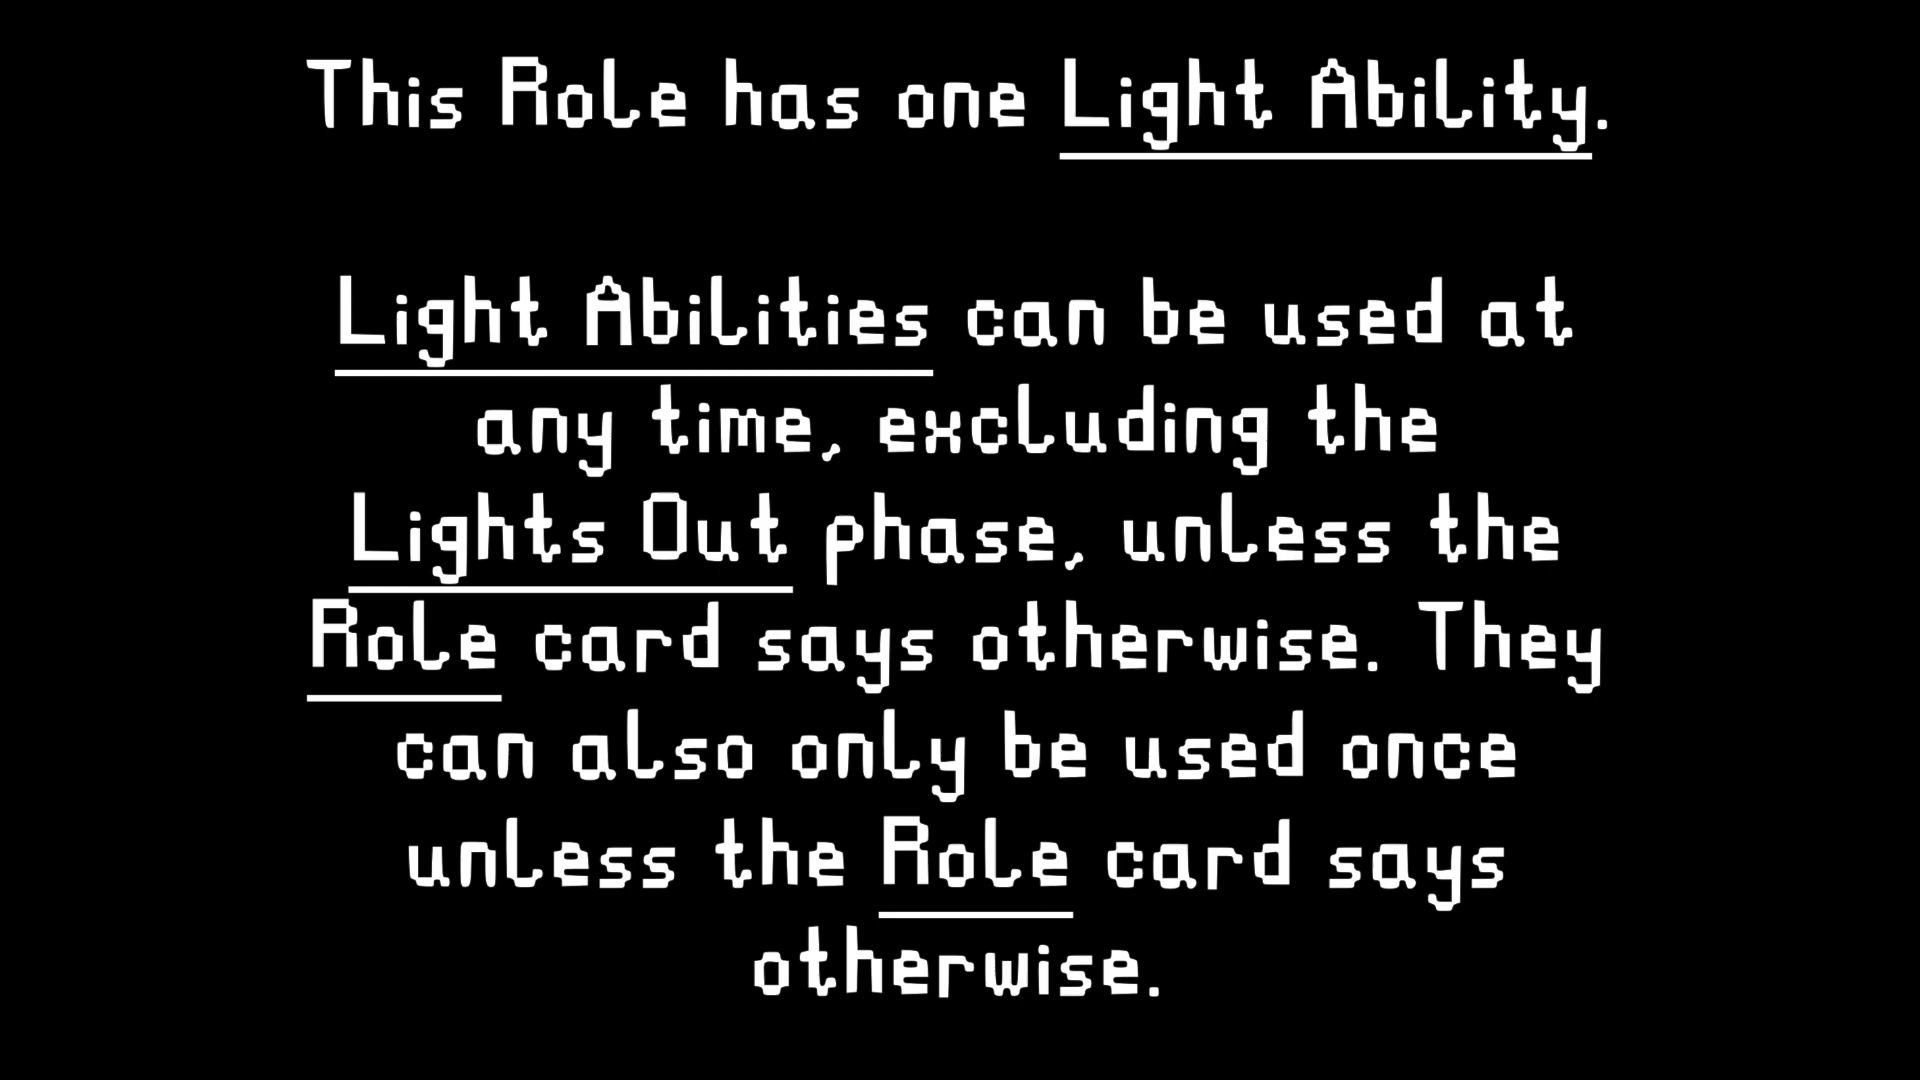 This Role has one Light Ability.
Light Abilities can be used at
any time, excluding the
Lights Out phase, unless the
Role card says otherwise. They
can also only be used once
unless the Role card says
otherwise.